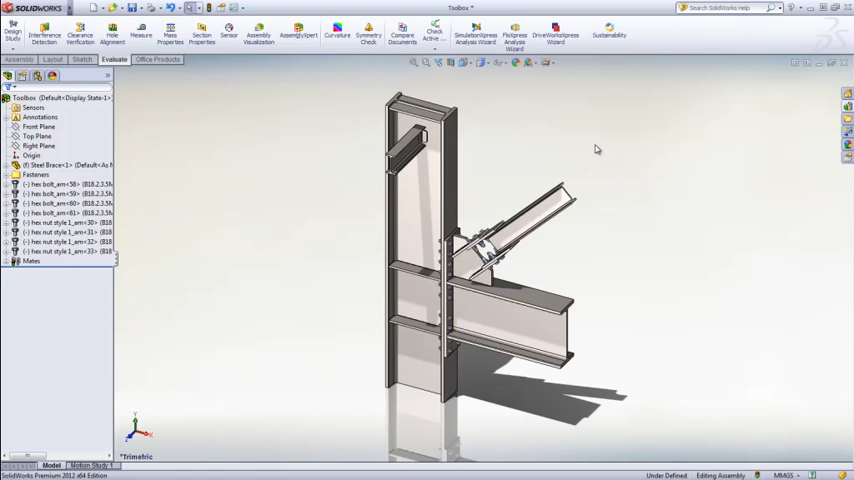 SOLIDWORKS
Toolbox *
Search SolidWorks Help
Design Study
Interference Detection
Clearance Verification
Hole Alignment
Measure
Mass Properties
Section Properties
Sensor
Assembly Visualization
AssemblyXpert
Curvature
Symmetry Check
Compare Documents
Check Active ...
SimulationXpress Analysis Wizard
FloXpress Analysis Wizard
DriveWorksXpress Wizard
Sustainability
Assembly Layout Sketch Evaluate Office Products
Toolbox (Default<Display State-1>)
Sensors
Annotations
Front Plane
Top Plane
Right Plane
Origin
(f) Steel Brace<1> (Default<As M
Fasteners
(-) hex bolt_am<58> (B18.2.3.5M
(-) hex bolt_am<59> (B18.2.3.5M
(-) hex bolt_am<60> (B18.2.3.5M
(-) hex bolt_am<61> (B18.2.3.5M
(-) hex nut style 1_am<30> (B18
(-) hex nut style 1_am<31> (B18
(-) hex nut style 1_am<32> (B18
(-) hex nut style 1_am<33> (B18
Mates
Y
X
Z
*Trimetric
Model Motion Study 1
SolidWorks Premium 2012 x64 Edition
Under Defined Editing Assembly MMGS